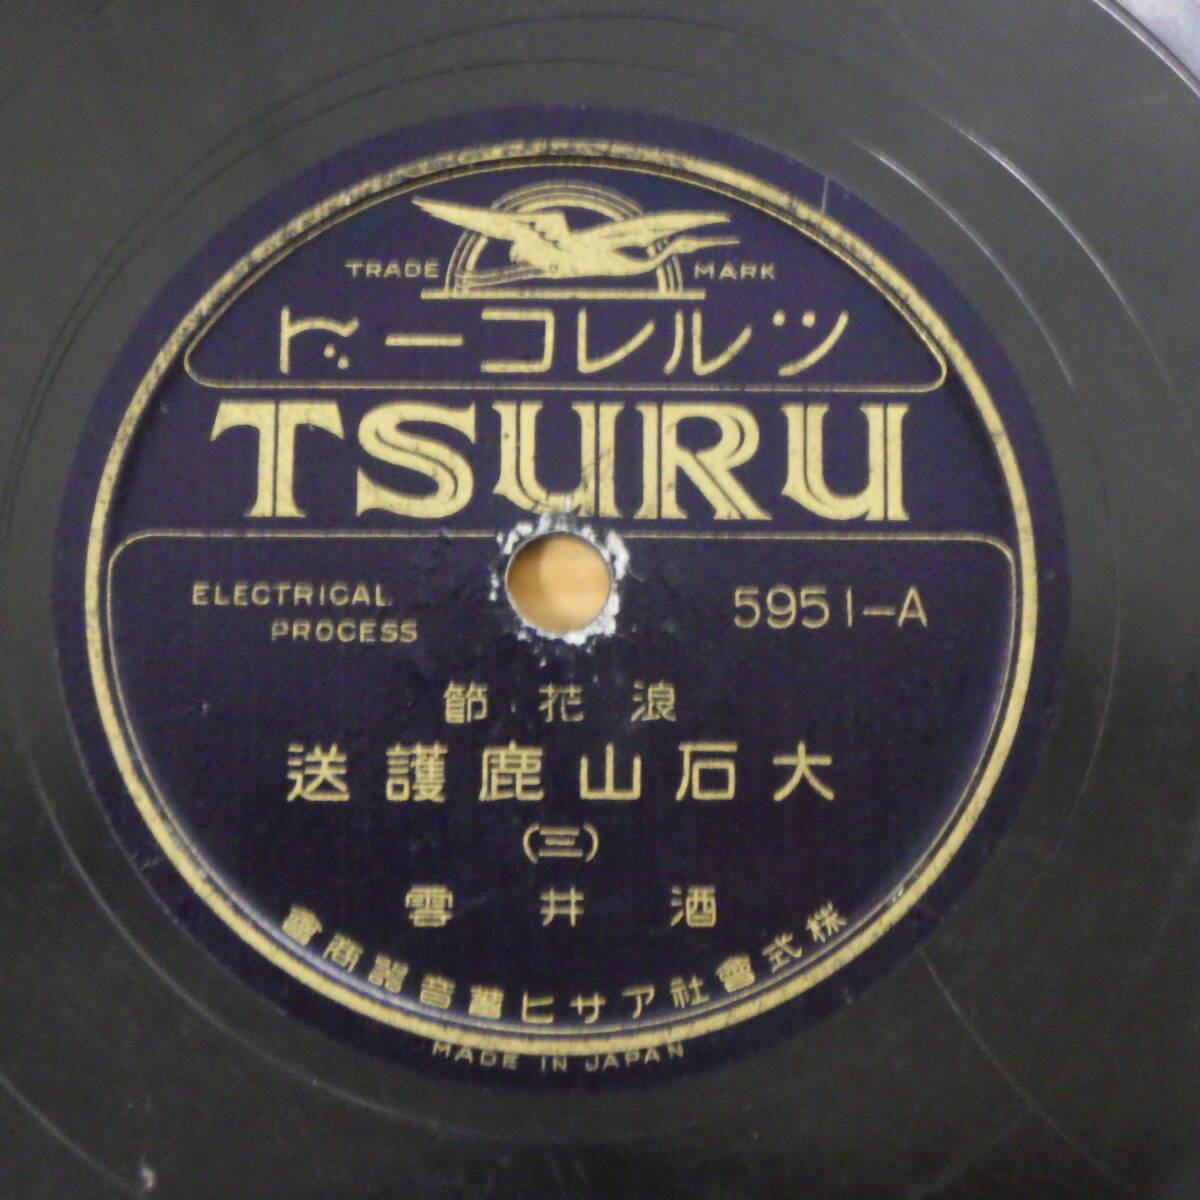 TRADE MARK
ツルレコード
TSURU
ELECTRICAL PROCESS
5951-A
浪花節
大石山鹿護送
(三)
酒井雲
株式會社アサヒ蓄音器商會
MADE IN JAPAN